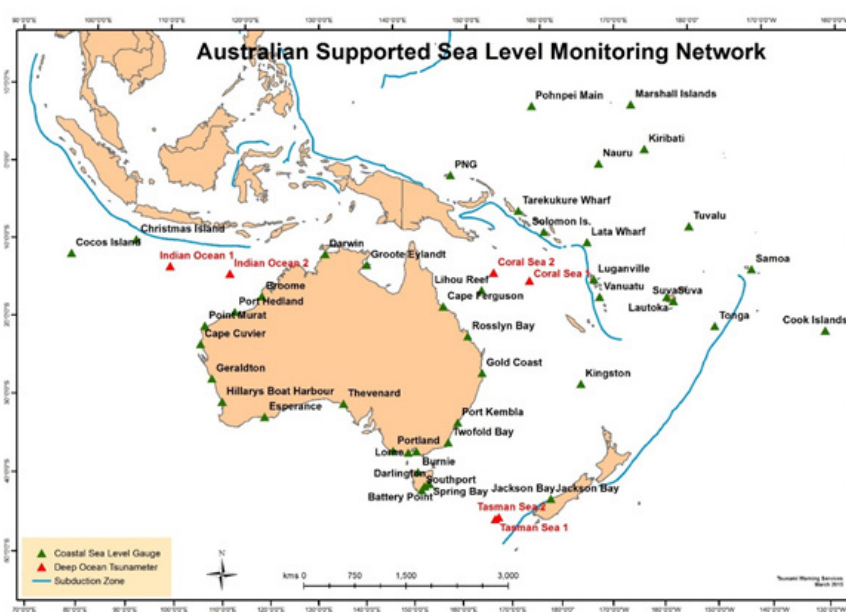 Australian Supported Sea Level Monitoring Network
Pohnpei Main
Marshall Islands
Kiribati
Nauru
PNG
Tarekukure Wharf
Solomon Is.
Lata Wharf
Tuvalu
Christmas Island
Cocos Island
Indian Ocean 1
Indian Ocean 2
Darwin
Groote Eylandt
Coral Sea 2
Coral Sea 1
Luganville
Samoa
Lihou Reef
Vanuatu
Suva
Suva
Lautoka
Broome
Port Hedland
Cape Ferguson
Point Murat
Cape Cuvier
Rosslyn Bay
Tonga
Cook Islands
Geraldton
Gold Coast
Kingston
Hillarys Boat Harbour
Thevenard
Esperance
Port Kembla
Twofold Bay
Portland
Lorne
Burnie
Darlington
Southport
Spring Bay
Battery Point
Jackson Bay
Jackson Bay
Tasman Sea 2
Tasman Sea 1
Coastal Sea Level Gauge
Deep Ocean Tsunameter
Subduction Zone
N
kms 0 750 1,500 3,000
Tsunami Warning Services